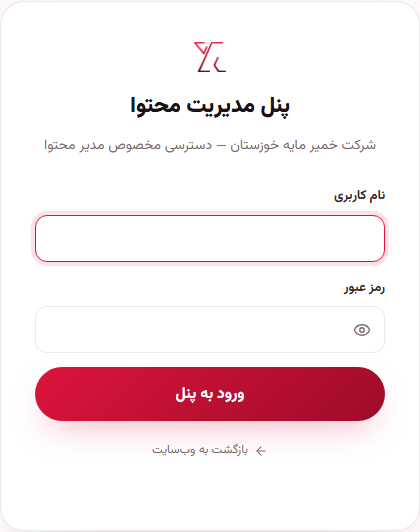 پنل مدیریت محتوا
شرکت خمیر مایه خوزستان — دسترسی مخصوص مدیر محتوا
نام کاربری
رمز عبور
ورود به پنل
بازگشت به وب‌سایت